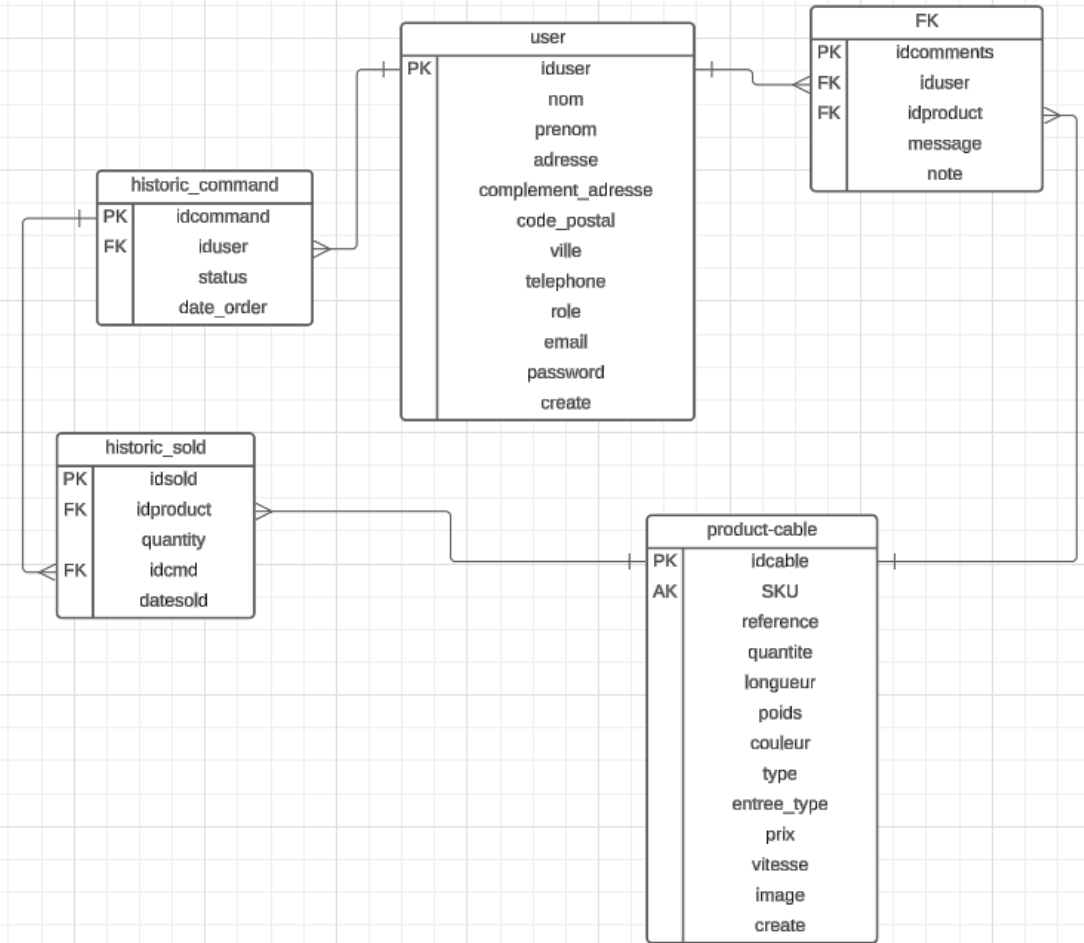 user
PK iduser
nom
prenom
adresse
complement_adresse
code_postal
ville
telephone
role
email
password
create
FK
PK idcomments
FK iduser
FK idproduct
message
note
historic_command
PK idcommand
FK iduser
status
date_order
historic_sold
PK idsold
FK idproduct
quantity
FK idcmd
datesold
product-cable
PK idcable
AK SKU
reference
quantite
longueur
poids
couleur
type
entree_type
prix
vitesse
image
create